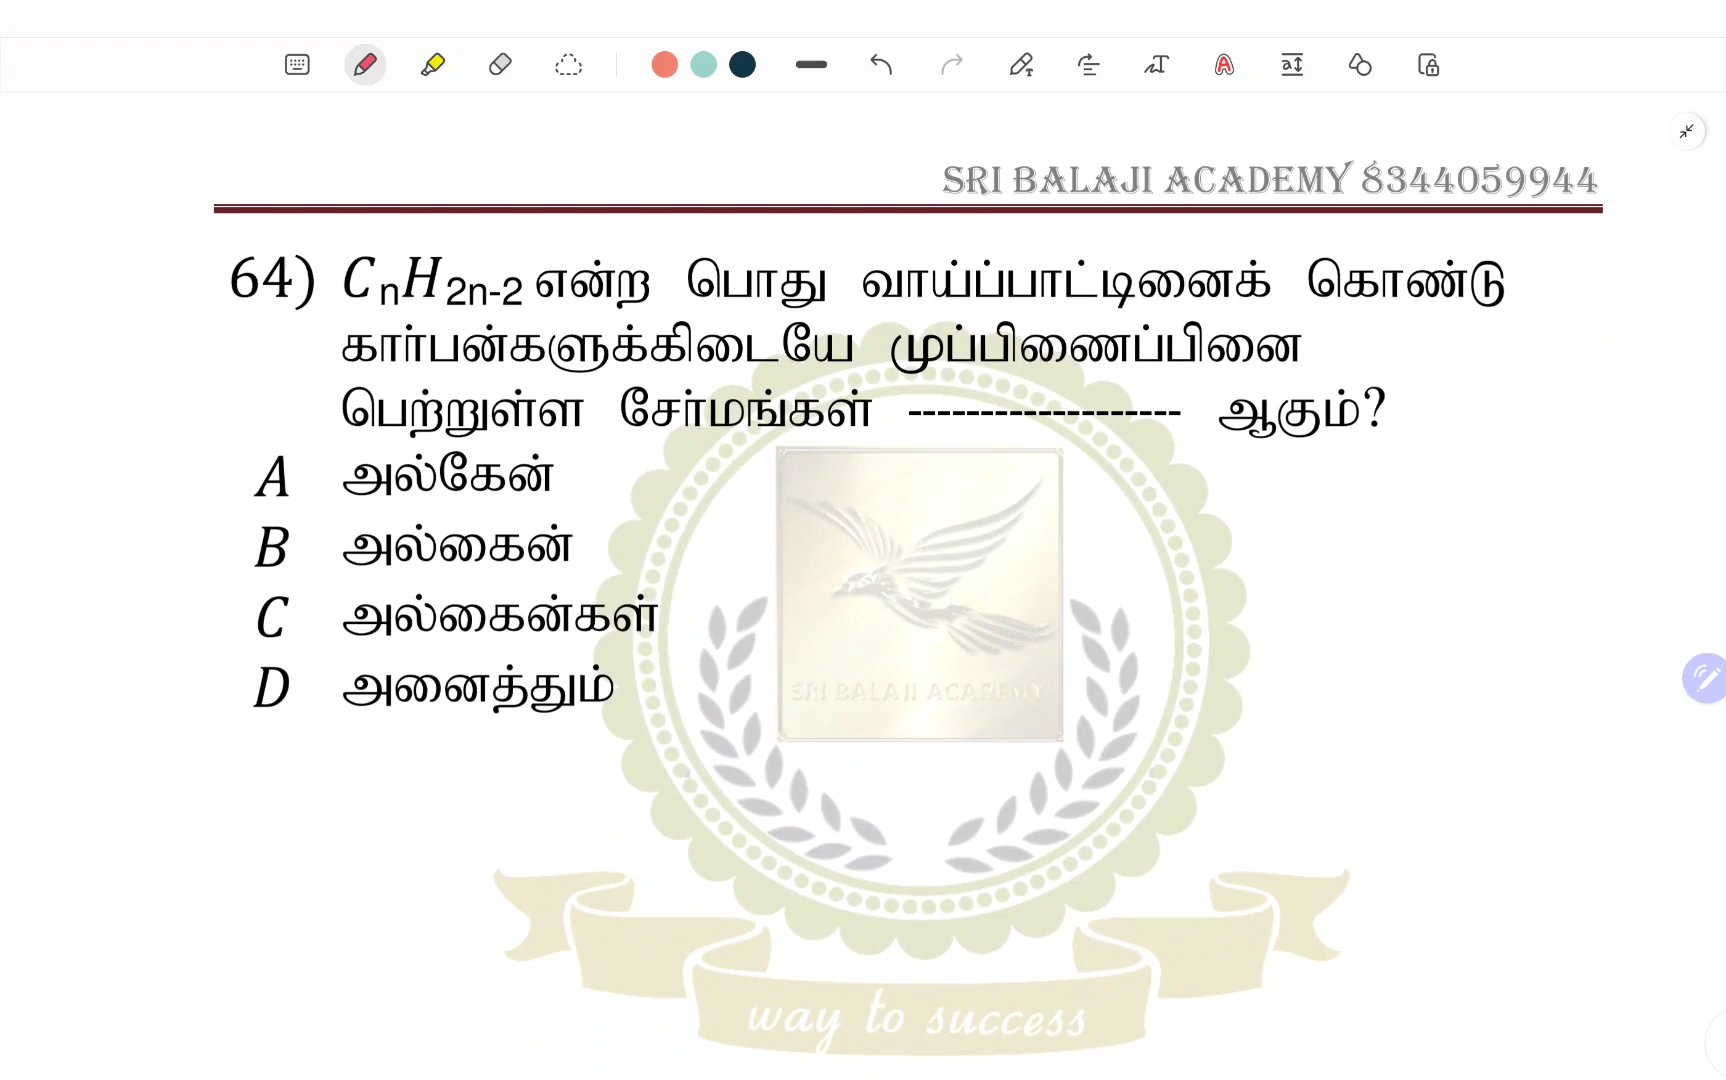 SRI BALAJI ACADEMY 8344059944
64) CnH2n-2 என்ற பொது வாய்ப்பாட்டினைக் கொண்டு
கார்பன்களுக்கிடையே முப்பிணைப்பினை
பெற்றுள்ள சேர்மங்கள் ------------------- ஆகும்?
A அல்கேன்
B அல்கைன்
C அல்கைன்கள்
D அனைத்தும்
SRI BALAJI ACADEMY
way to success